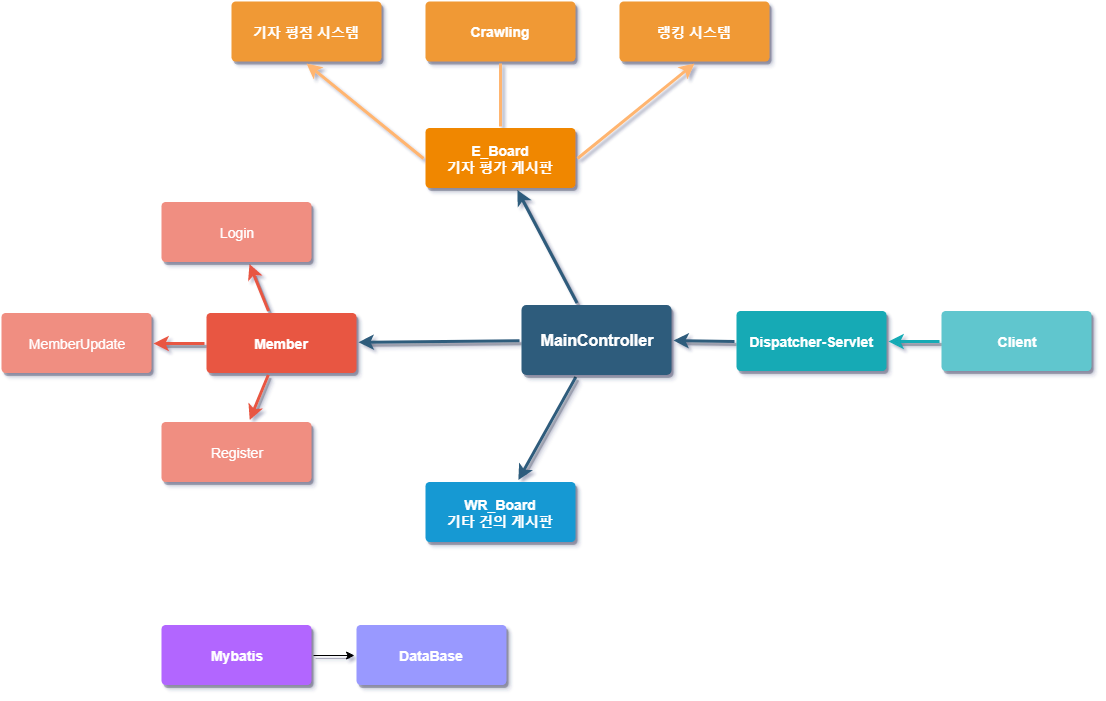 기자 평점 시스템
Crawling
랭킹 시스템
E_Board
기자 평가 게시판
Login
MemberUpdate
Member
MainController
Dispatcher-Servlet
Client
Register
WR_Board
기타 건의 게시판
Mybatis
DataBase